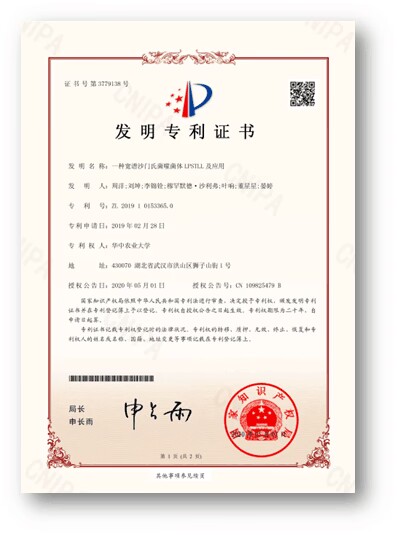 证书号第3779138号
发明专利证书
发明名称：一种宽谱沙门氏菌噬菌体LPSTLL及应用
发明人：周洋;刘坤;李锦铨;穆罕默德·沙利弗;叶响;董星星;晏婷
专利号：ZL 2019 1 0153365.0
专利申请日：2019年02月28日
专利权人：华中农业大学
地址：430070 湖北省武汉市洪山区狮子山街1号
授权公告日：2020年05月01日 授权公告号：CN 109825479 B
国家知识产权局依照中华人民共和国专利法进行审查，决定授予专利权，颁发发明专利
证书并在专利登记簿上予以登记。专利权自授权公告之日起生效。专利权期限为二十年，自
申请日起算。
专利证书记载专利权登记时的法律状况。专利权的转移、质押、无效、终止、恢复和专利
权人的姓名或名称、国籍、地址变更等事项记载在专利登记簿上。
局长
申长雨
国家知识产权局
第 1 页 (共 2 页)
其他事项参见续页
CNIPA